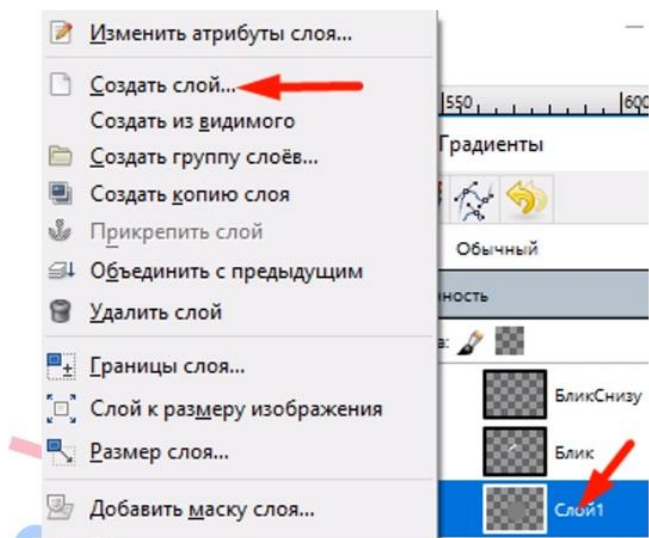 Изменить атрибуты слоя...
Создать слой...
Создать из видимого
Создать группу слоёв...
Создать копию слоя
Прикрепить слой
Объединить с предыдущим
Удалить слой
Границы слоя...
Слой к размеру изображения
Размер слоя...
Добавить маску слоя...
550
600
Градиенты
Обычный
ность
а:
БликСнизу
Блик
Слой1